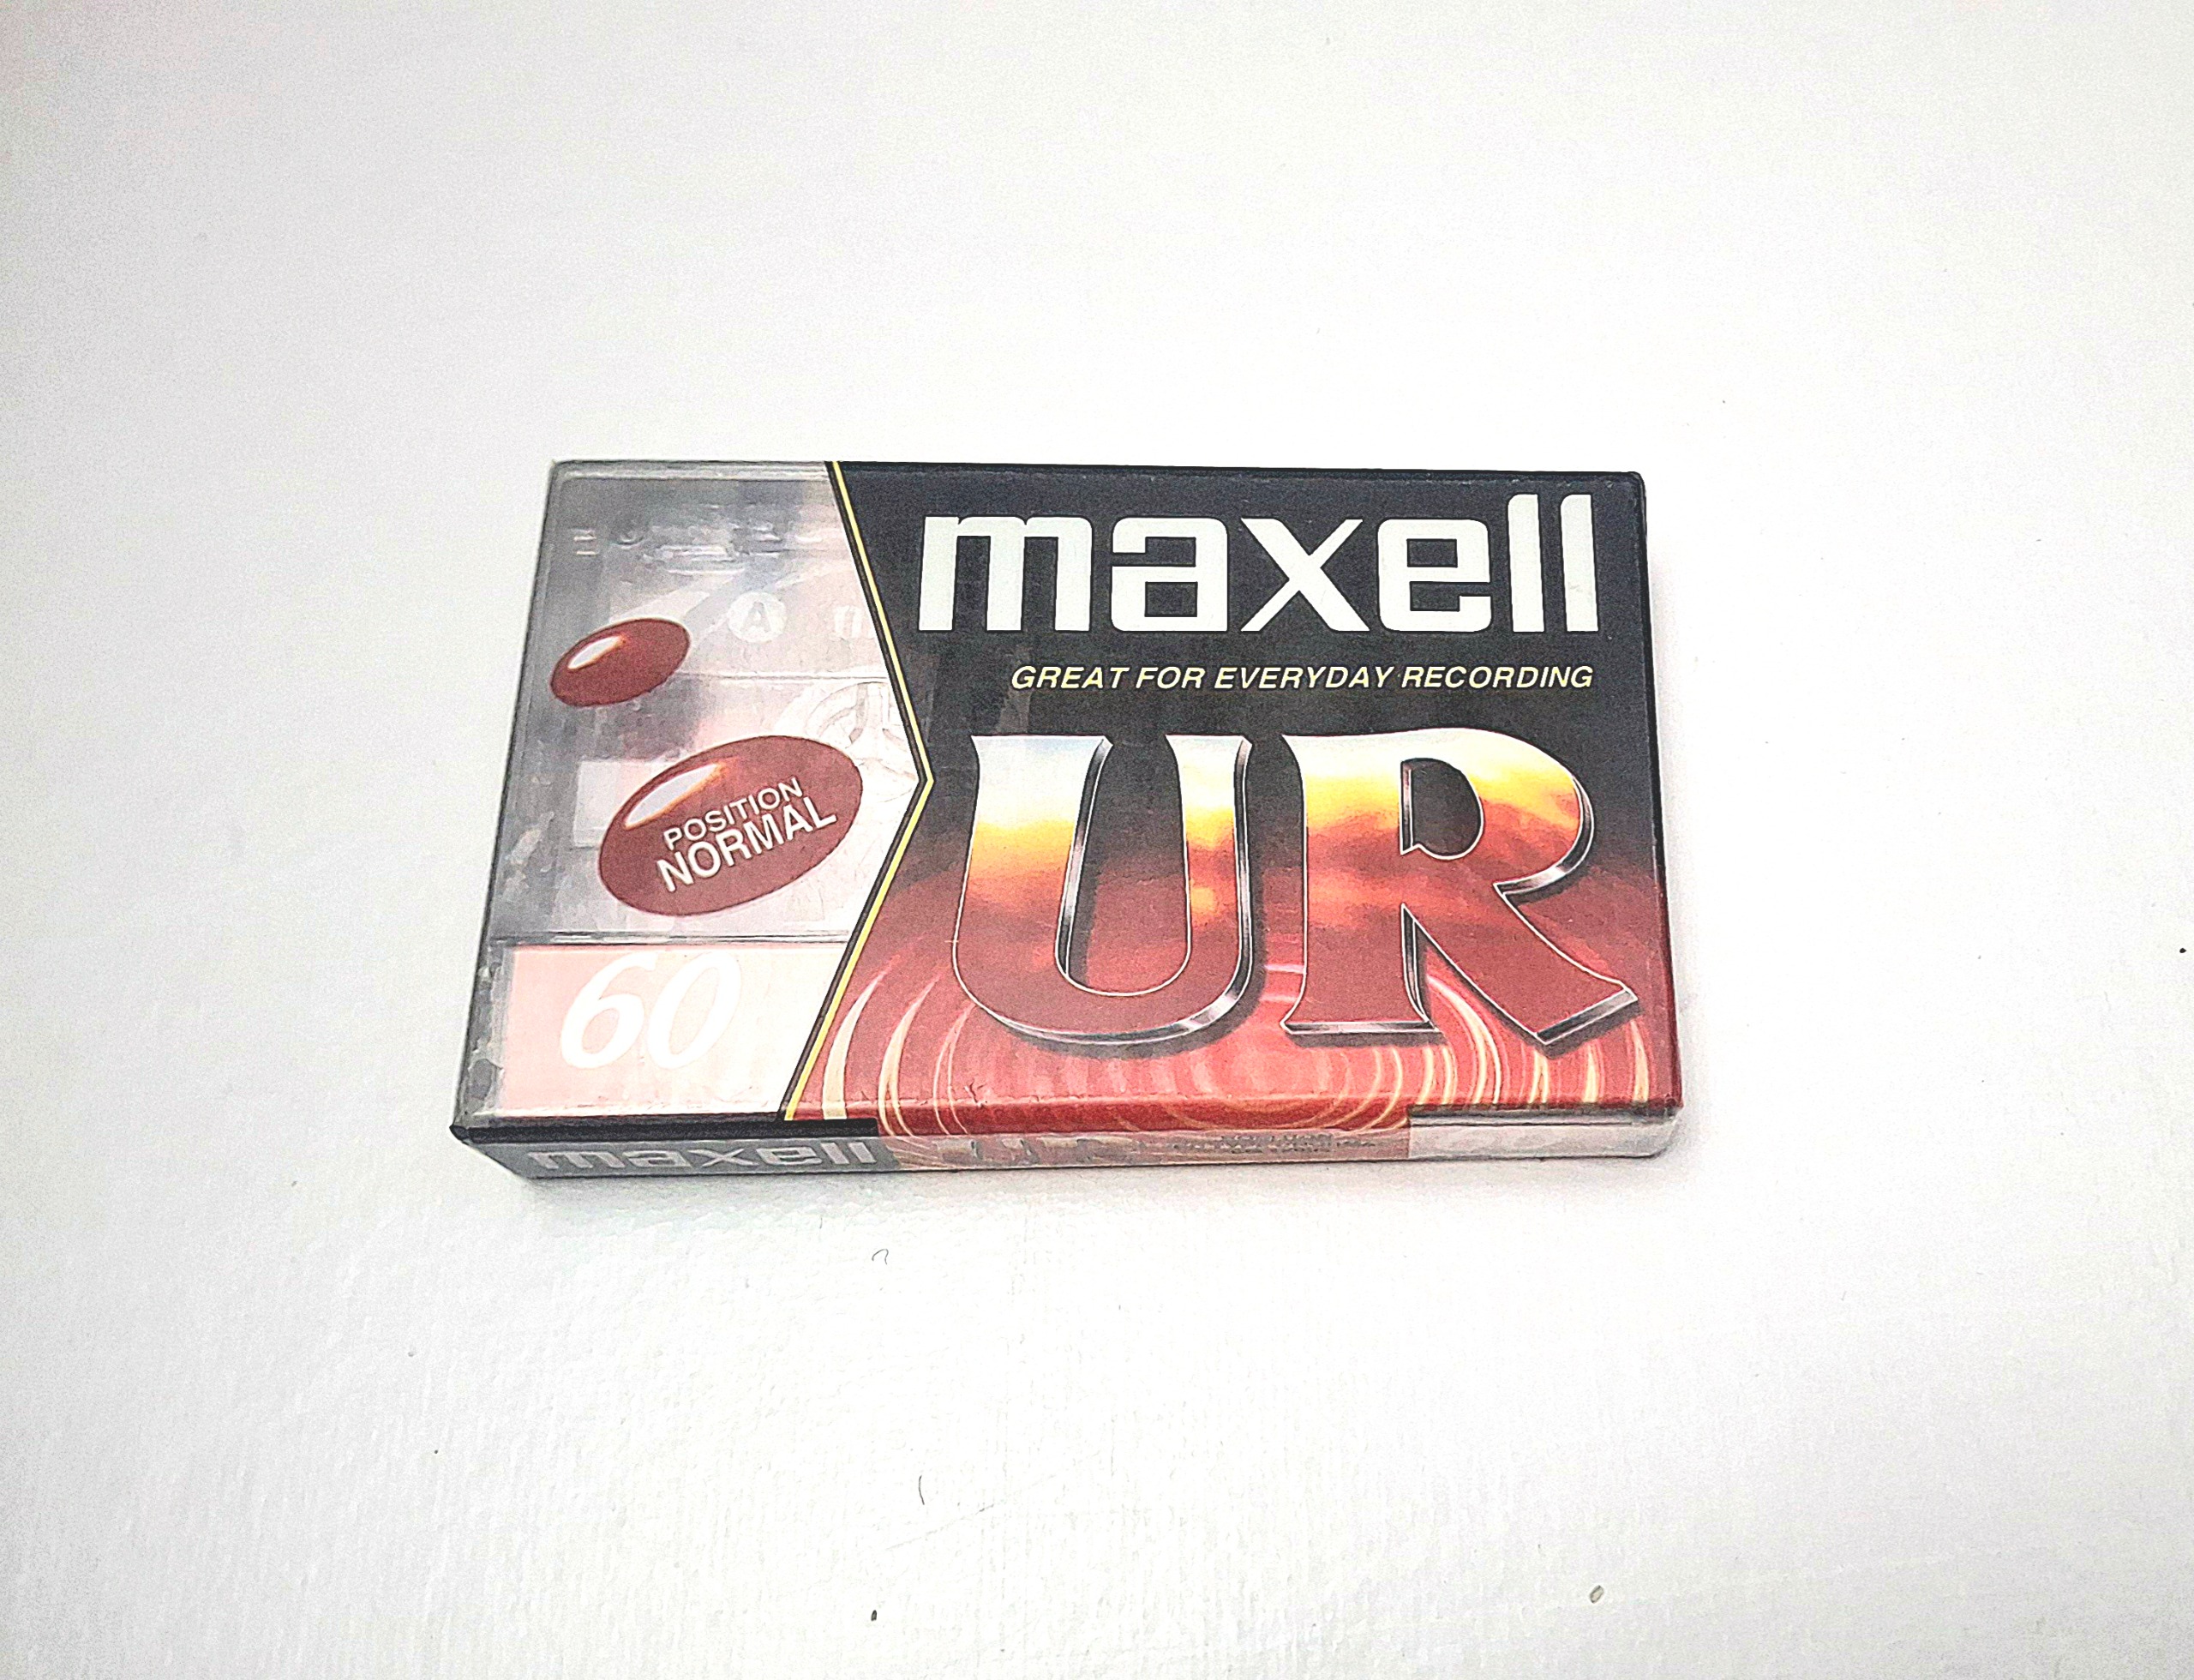 maxell
GREAT FOR EVERYDAY RECORDING
UR
A
POSITION
NORMAL
60
maxell